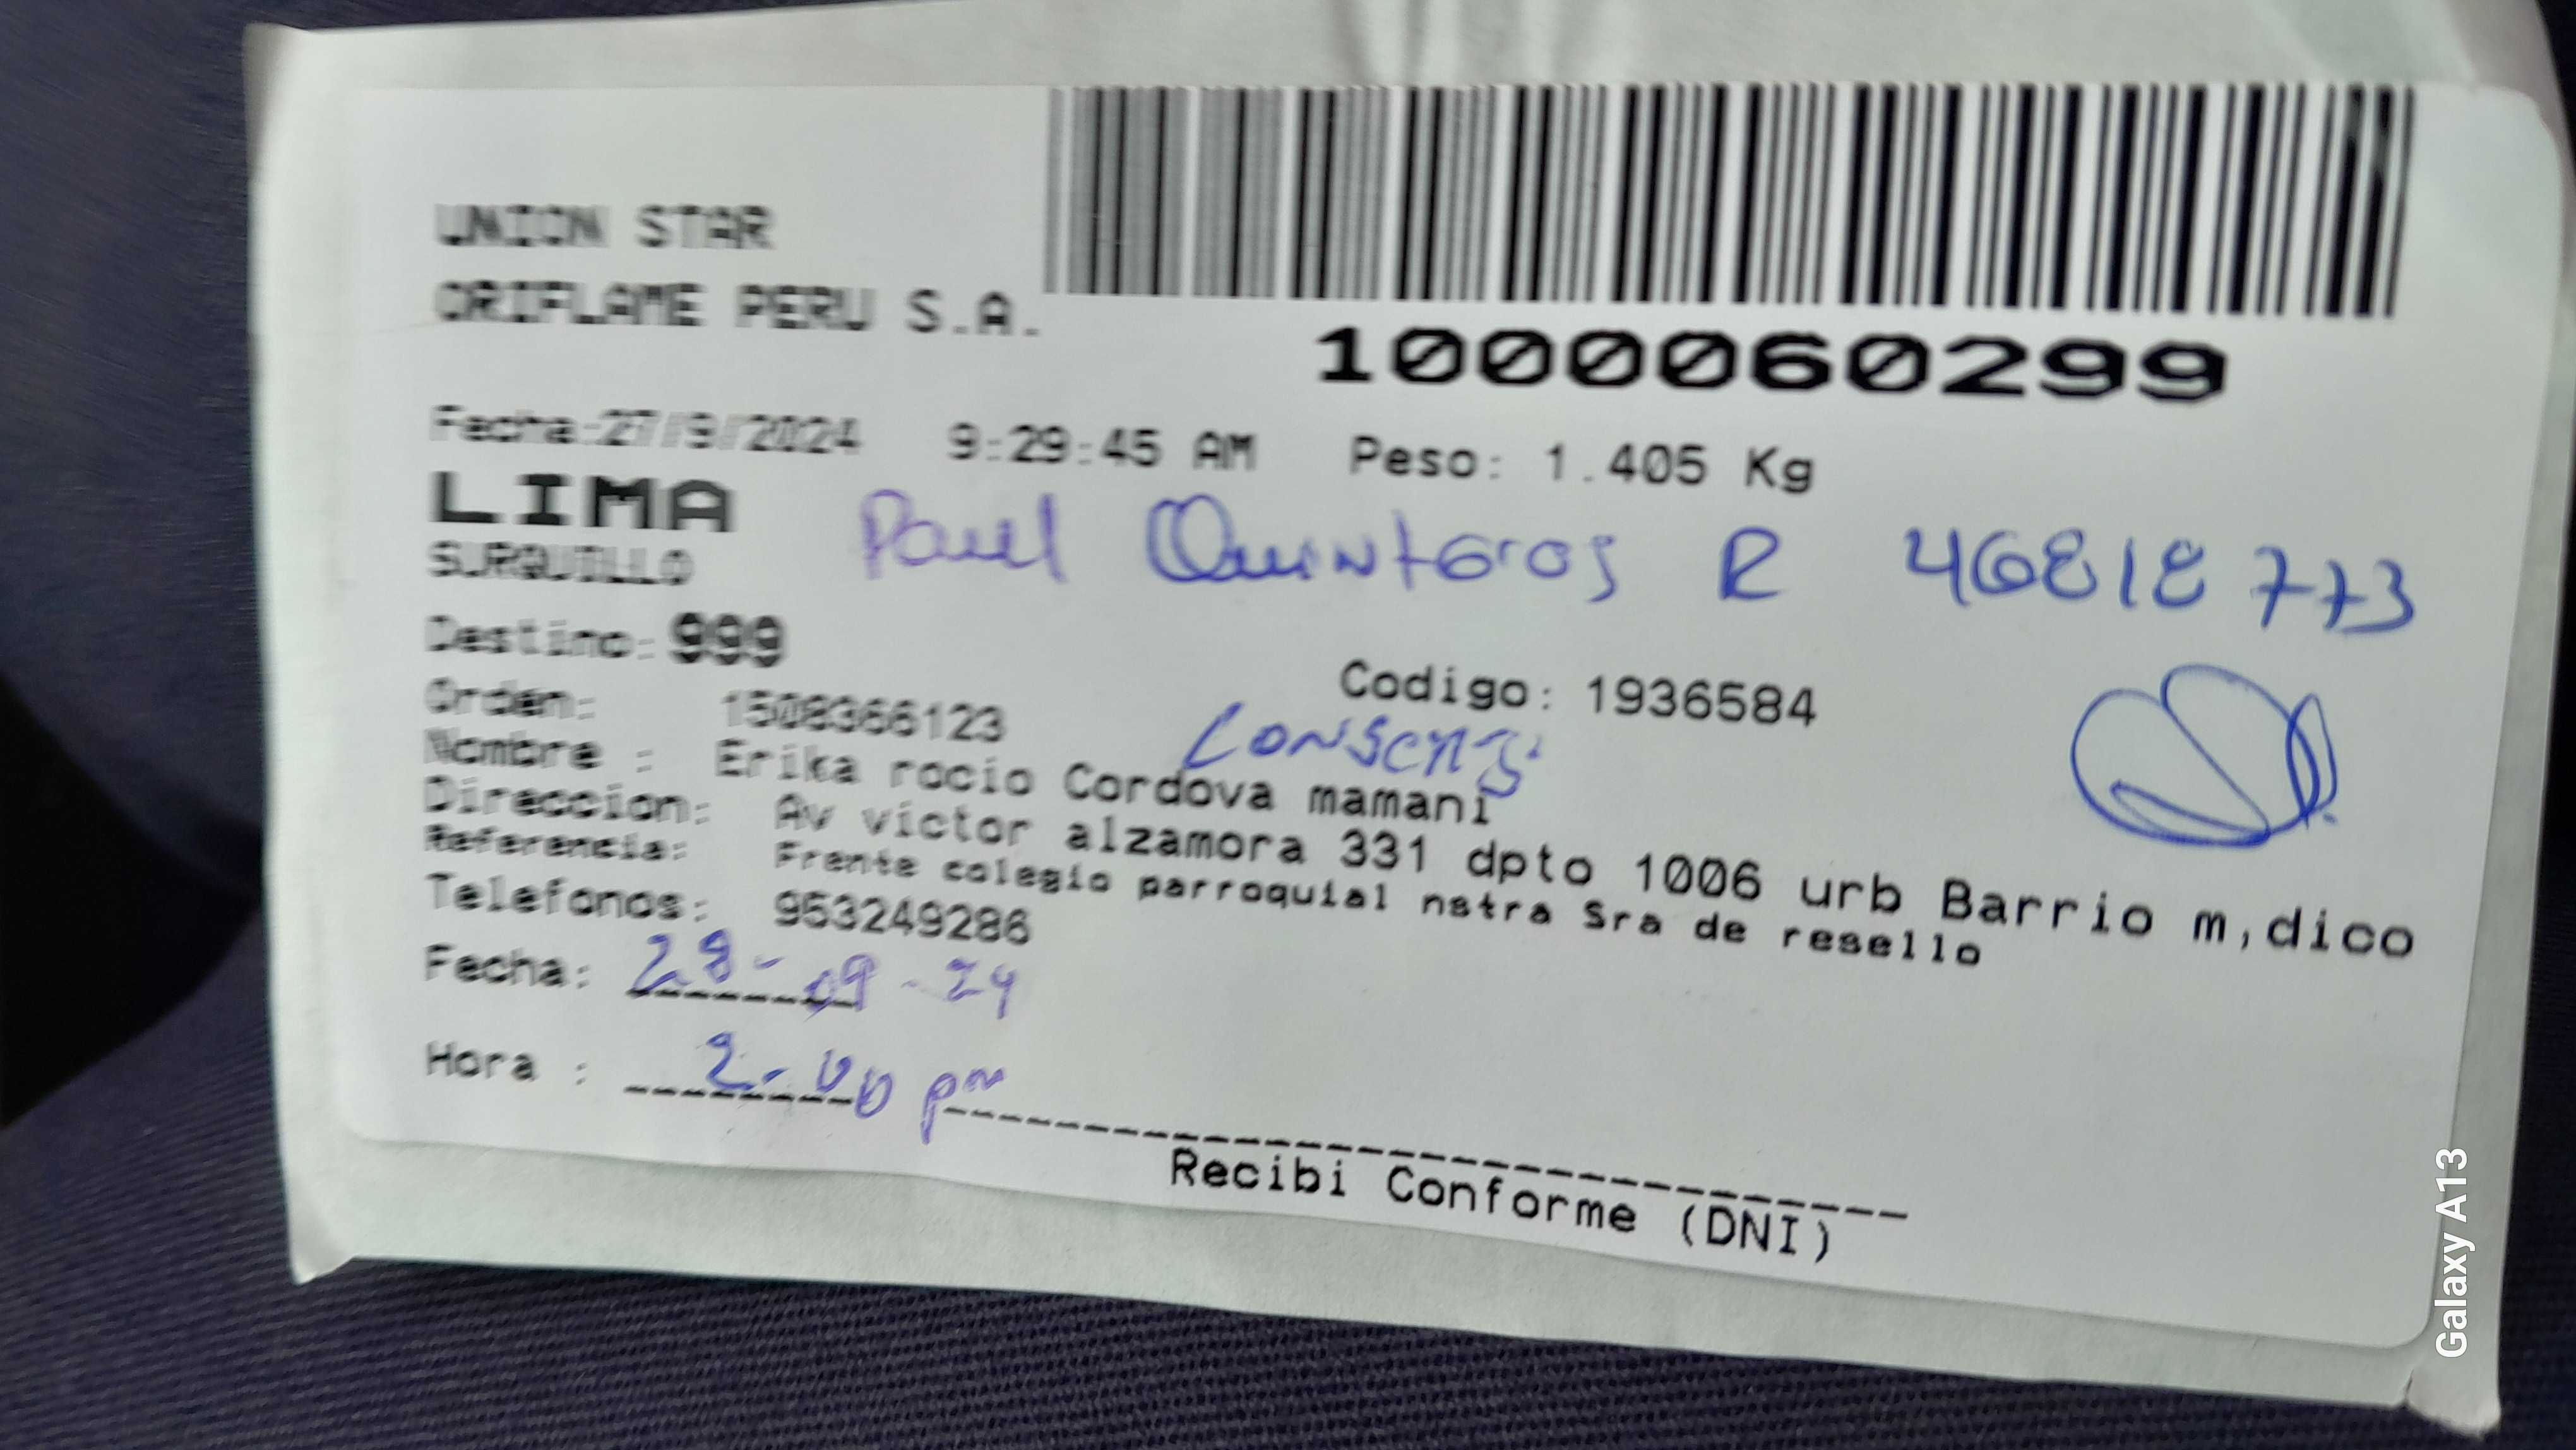 UNION STAR
ORIFLAME PERU S.A.
1000060299
Fecha:27/9/2024 9:29:45 AM Peso: 1.405 Kg
LIMA
SURQUILLO
Paul Quinteros R 46818773
Destino: 999
Codigo: 1936584
Orden: 1508366123
Nombre : Erika rocio Cordova mamani
Direccion: Av victor alzamora 331 dpto 1006 urb Barrio m,dico
Referencia: Frente colegio parroquial nstra Sra de resello
Telefonos: 953249286
Fecha: 28-09-24
Hora : 2.00 pm
Recibi Conforme (DNI)
Galaxy A13